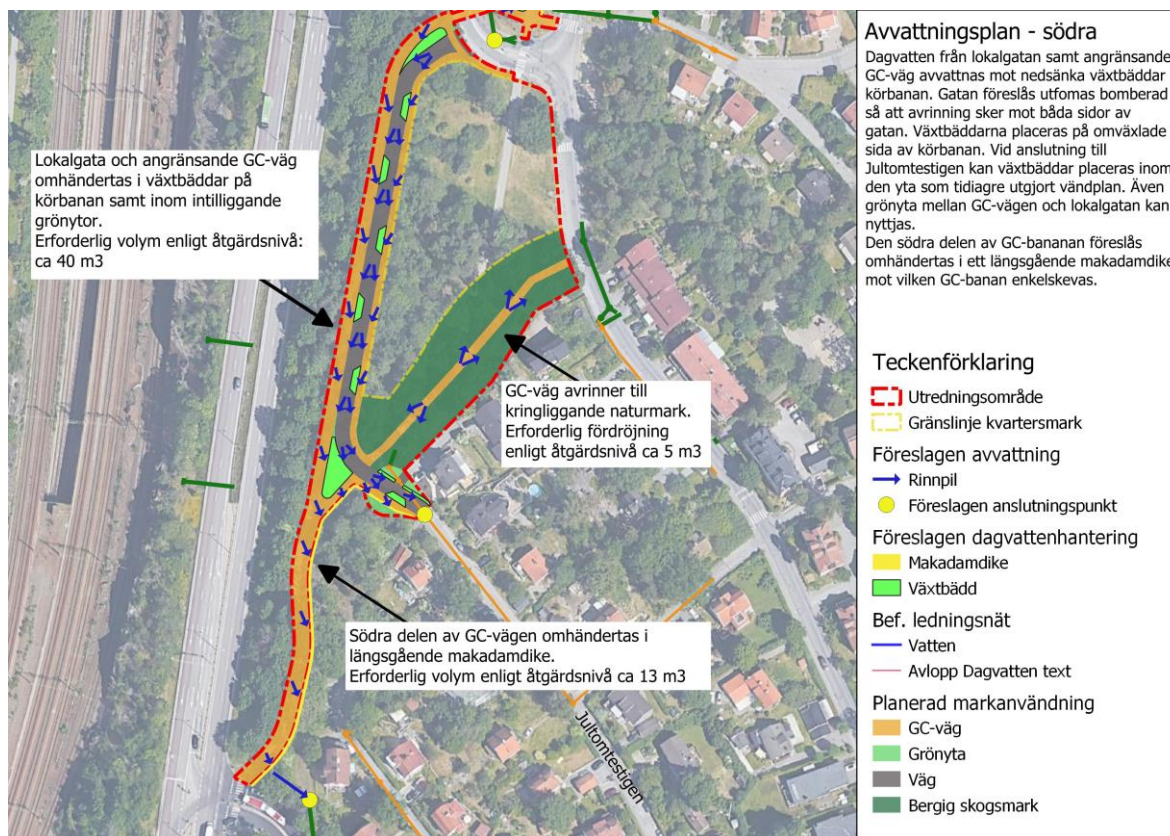 Avvattningsplan - södra
Dagvatten från lokalgatan samt angränsande
GC-väg avvattnas mot nedsänka växtbäddar
körbanan. Gatan föreslås utfomas bomberad
så att avrinning sker mot båda sidor av
gatan. Växtbäddarna placeras på omväxlade
sida av körbanan. Vid anslutning till
Jultomtestigen kan växtbäddar placeras inom
den yta som tidiagre utgjort vändplan. Även
grönyta mellan GC-vägen och lokalgatan kan
nyttjas.
Den södra delen av GC-bananan föreslås
omhändertas i ett längsgående makadamdike
mot vilken GC-banan enkelskevas.
Lokalgata och angränsande GC-väg
omhändertas i växtbäddar på
körbanan samt inom intilliggande
grönytor.
Erforderlig volym enligt åtgärdsnivå:
ca 40 m3
GC-väg avrinner till
kringliggande naturmark.
Erforderlig fördröjning
enligt åtgärdsnivå ca 5 m3
Södra delen av GC-vägen omhändertas i
längsgående makadamdike.
Erforderlig volym enligt åtgärdsnivå ca 13 m3
Jultomtestigen
Teckenförklaring
Utredningsområde
Gränslinje kvartersmark
Föreslagen avvattning
Rinnpil
Föreslagen anslutningspunkt
Föreslagen dagvattenhantering
Makadamdike
Växtbädd
Bef. ledningsnät
Vatten
Avlopp Dagvatten text
Planerad markanvändning
GC-väg
Grönyta
Väg
Bergig skogsmark